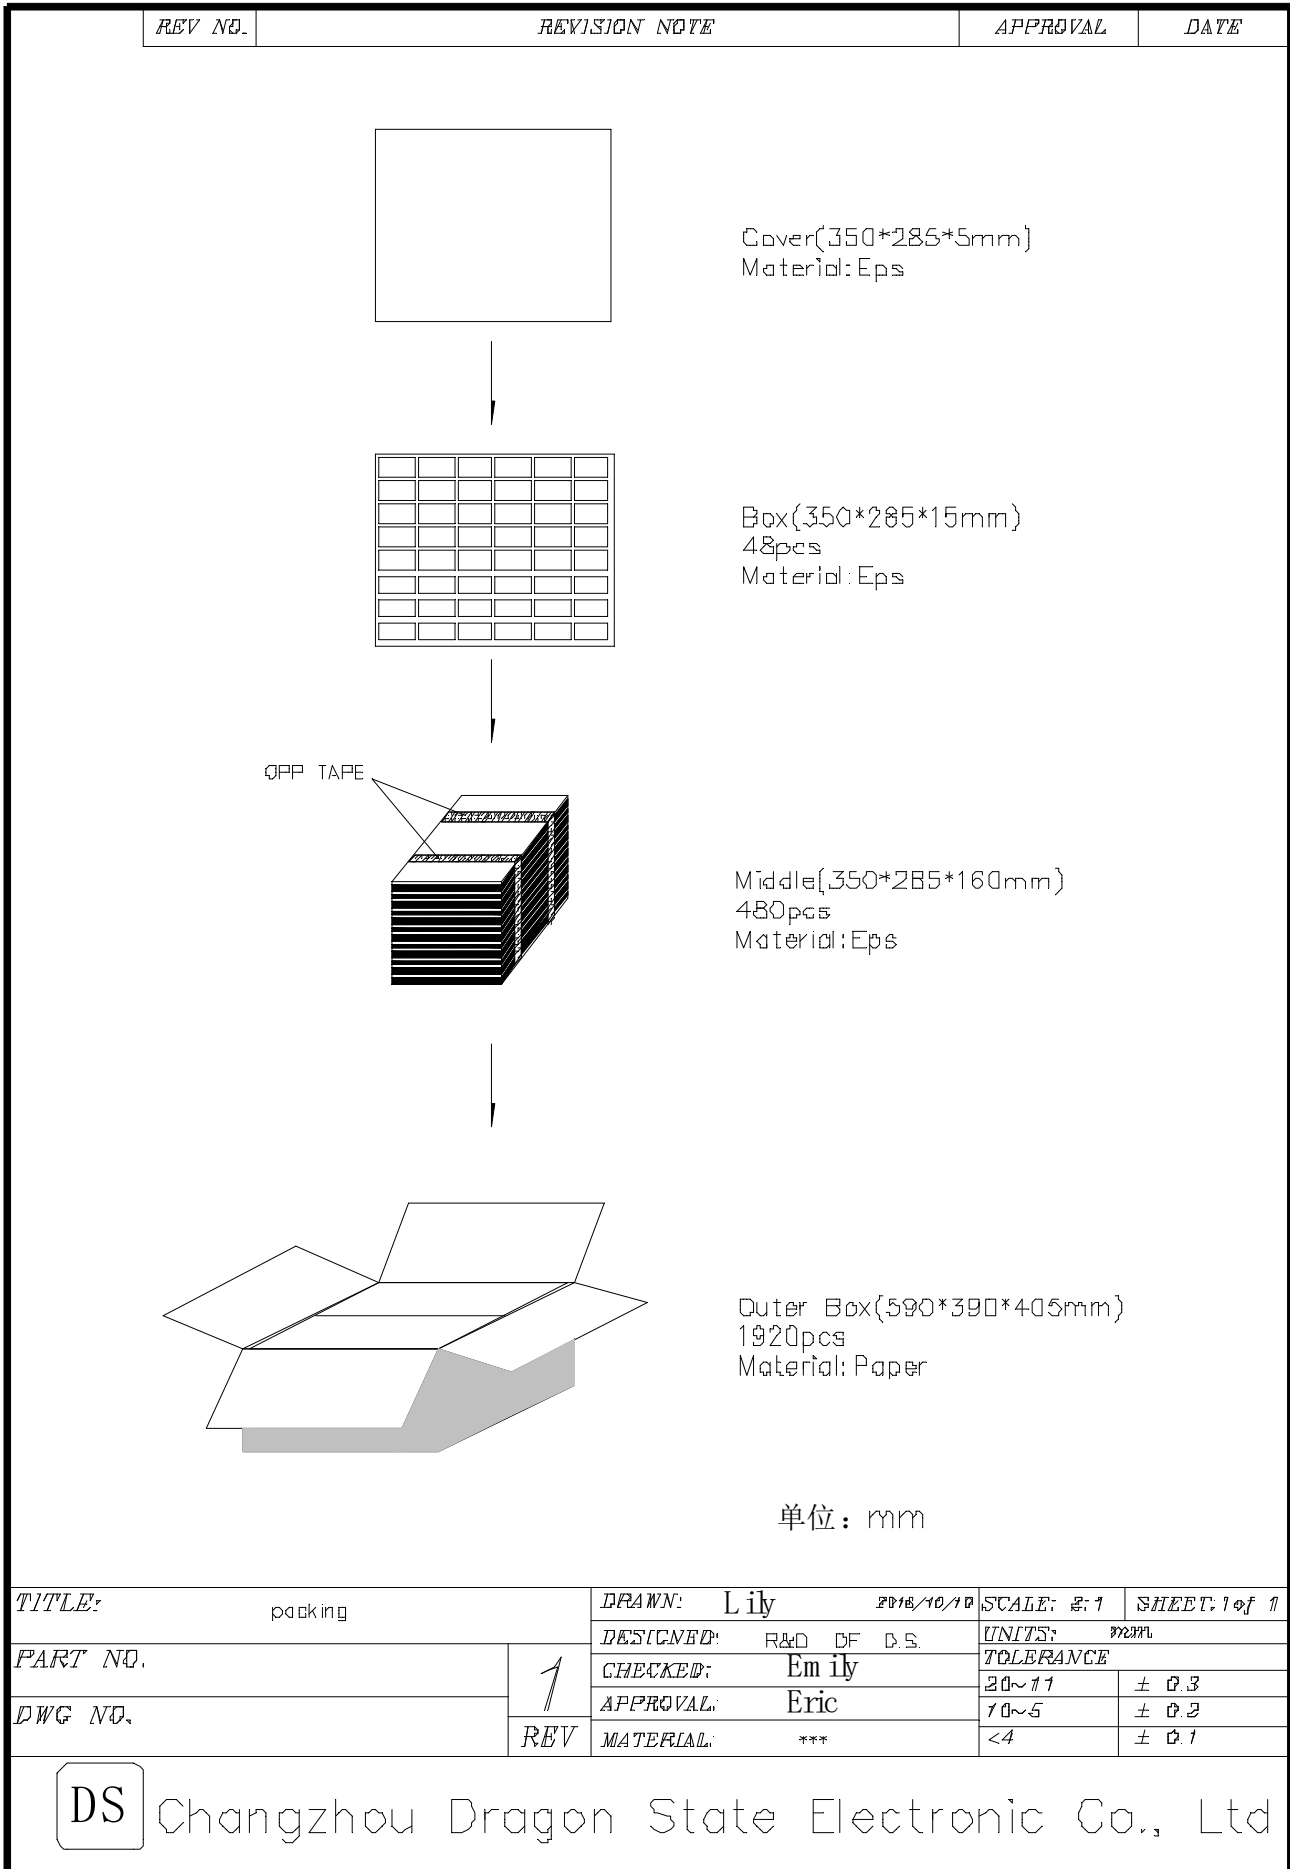 REV NO. REVISION NOTE APPROVAL DATE
Cover(350*285*5mm)
Material:Eps
Box(350*285*15mm)
48pcs
Material:Eps
OPP TAPE
Middle(350*285*160mm)
480pcs
Material:Eps
Outer Box(590*390*405mm)
1920pcs
Material:Paper
单位：mm
TITLE: packing
PART NO.
DWG NO.
1
REV
DRAWN: Lily 2016/10/10
DESIGNED: R&D OF D.S.
CHECKED: Emily
APPROVAL: Eric
MATERIAL: ***
SCALE: 2:1 SHEET:1of 1
UNITS: mm
TOLERANCE
20~11 ± 0.3
10~5 ± 0.2
<4 ± 0.1
DS Changzhou Dragon State Electronic Co., Ltd